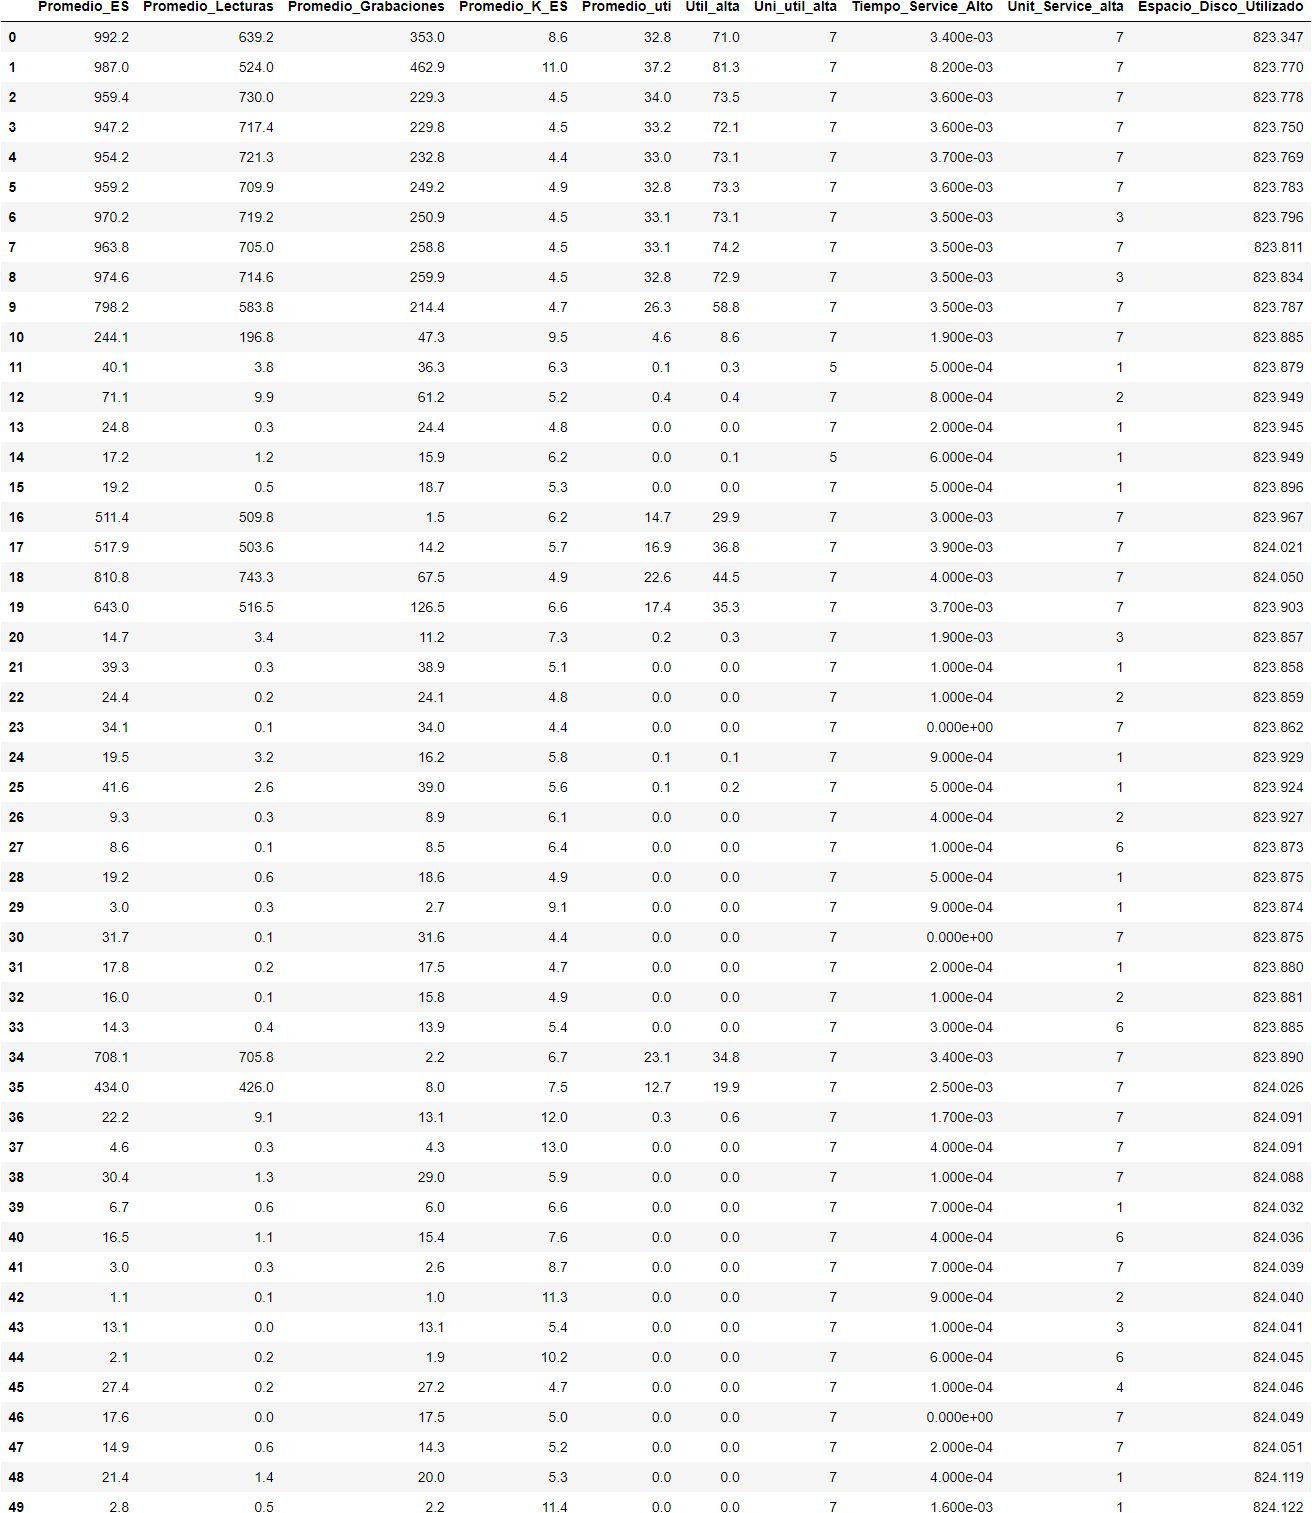 Promedio_ES Promedio_Lecturas Promedio_Grabaciones Promedio_K_ES Promedio_uti Util_alta Uni_util_alta Tiempo_Service_Alto Unit_Service_alta Espacio_Disco_Utilizado
0 992.2 639.2 353.0 8.6 32.8 71.0 7 3.400e-03 7 823.347
1 987.0 524.0 462.9 11.0 37.2 81.3 7 8.200e-03 7 823.770
2 959.4 730.0 229.3 4.5 34.0 73.5 7 3.600e-03 7 823.778
3 947.2 717.4 229.8 4.5 33.2 72.1 7 3.600e-03 7 823.750
4 954.2 721.3 232.8 4.4 33.0 73.1 7 3.700e-03 7 823.769
5 959.2 709.9 249.2 4.9 32.8 73.3 7 3.600e-03 7 823.783
6 970.2 719.2 250.9 4.5 33.1 73.1 7 3.500e-03 3 823.796
7 963.8 705.0 258.8 4.5 33.1 74.2 7 3.500e-03 7 823.811
8 974.6 714.6 259.9 4.5 32.8 72.9 7 3.500e-03 3 823.834
9 798.2 583.8 214.4 4.7 26.3 58.8 7 3.500e-03 7 823.787
10 244.1 196.8 47.3 9.5 4.6 8.6 7 1.900e-03 7 823.885
11 40.1 3.8 36.3 6.3 0.1 0.3 5 5.000e-04 1 823.879
12 71.1 9.9 61.2 5.2 0.4 0.4 7 8.000e-04 2 823.949
13 24.8 0.3 24.4 4.8 0.0 0.0 7 2.000e-04 1 823.945
14 17.2 1.2 15.9 6.2 0.0 0.1 5 6.000e-04 1 823.949
15 19.2 0.5 18.7 5.3 0.0 0.0 7 5.000e-04 1 823.896
16 511.4 509.8 1.5 6.2 14.7 29.9 7 3.000e-03 7 823.967
17 517.9 503.6 14.2 5.7 16.9 36.8 7 3.900e-03 7 824.021
18 810.8 743.3 67.5 4.9 22.6 44.5 7 4.000e-03 7 824.050
19 643.0 516.5 126.5 6.6 17.4 35.3 7 3.700e-03 7 823.903
20 14.7 3.4 11.2 7.3 0.2 0.3 7 1.900e-03 3 823.857
21 39.3 0.3 38.9 5.1 0.0 0.0 7 1.000e-04 1 823.858
22 24.4 0.2 24.1 4.8 0.0 0.0 7 1.000e-04 2 823.859
23 34.1 0.1 34.0 4.4 0.0 0.0 7 0.000e+00 7 823.862
24 19.5 3.2 16.2 5.8 0.1 0.1 7 9.000e-04 1 823.929
25 41.6 2.6 39.0 5.6 0.1 0.2 7 5.000e-04 1 823.924
26 9.3 0.3 8.9 6.1 0.0 0.0 7 4.000e-04 2 823.927
27 8.6 0.1 8.5 6.4 0.0 0.0 7 1.000e-04 6 823.873
28 19.2 0.6 18.6 4.9 0.0 0.0 7 5.000e-04 1 823.875
29 3.0 0.3 2.7 9.1 0.0 0.0 7 9.000e-04 1 823.874
30 31.7 0.1 31.6 4.4 0.0 0.0 7 0.000e+00 7 823.875
31 17.8 0.2 17.5 4.7 0.0 0.0 7 2.000e-04 1 823.880
32 16.0 0.1 15.8 4.9 0.0 0.0 7 1.000e-04 2 823.881
33 14.3 0.4 13.9 5.4 0.0 0.0 7 3.000e-04 6 823.885
34 708.1 705.8 2.2 6.7 23.1 34.8 7 3.400e-03 7 823.890
35 434.0 426.0 8.0 7.5 12.7 19.9 7 2.500e-03 7 824.026
36 22.2 9.1 13.1 12.0 0.3 0.6 7 1.700e-03 7 824.091
37 4.6 0.3 4.3 13.0 0.0 0.0 7 4.000e-04 7 824.091
38 30.4 1.3 29.0 5.9 0.0 0.0 7 1.000e-04 7 824.088
39 6.7 0.6 6.0 6.6 0.0 0.0 7 7.000e-04 1 824.032
40 16.5 1.1 15.4 7.6 0.0 0.0 7 4.000e-04 6 824.036
41 3.0 0.3 2.6 8.7 0.0 0.0 7 7.000e-04 7 824.039
42 1.1 0.1 1.0 11.3 0.0 0.0 7 9.000e-04 2 824.040
43 13.1 0.0 13.1 5.4 0.0 0.0 7 1.000e-04 3 824.041
44 2.1 0.2 1.9 10.2 0.0 0.0 7 6.000e-04 6 824.045
45 27.4 0.2 27.2 4.7 0.0 0.0 7 1.000e-04 4 824.046
46 17.6 0.0 17.5 5.0 0.0 0.0 7 0.000e+00 7 824.049
47 14.9 0.6 14.3 5.2 0.0 0.0 7 2.000e-04 7 824.051
48 21.4 1.4 20.0 5.3 0.0 0.0 7 4.000e-04 1 824.119
49 2.8 0.5 2.2 11.4 0.0 0.0 7 1.600e-03 1 824.122